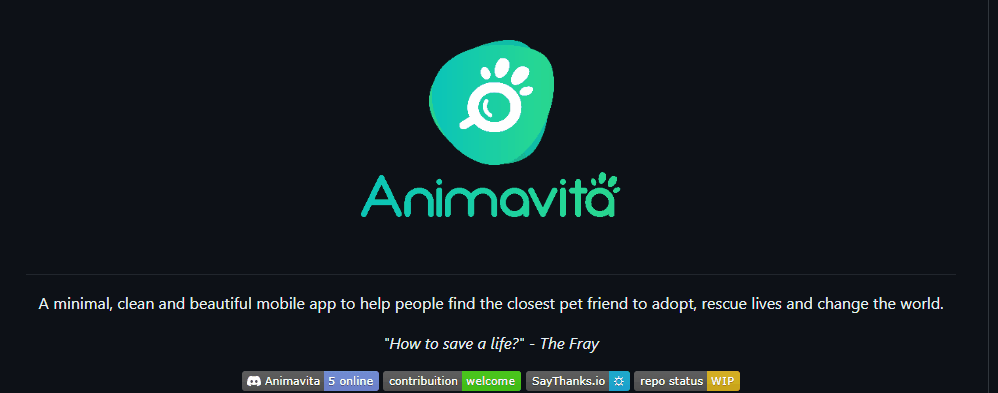 Animavita
A minimal, clean and beautiful mobile app to help people find the closest pet friend to adopt, rescue lives and change the world.
"How to save a life?" - The Fray
Animavita 5 online contribuition welcome SayThanks.io repo status WIP